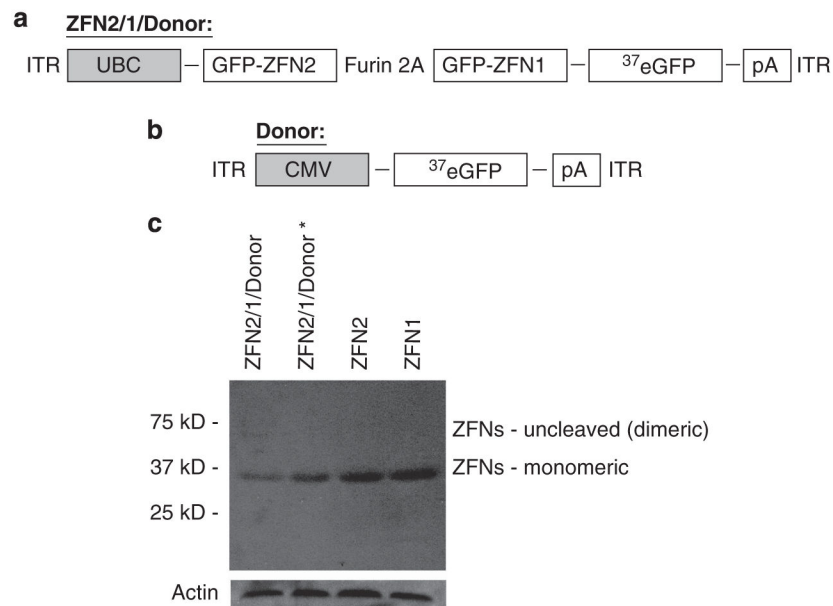 a
ZFN2/1/Donor:
ITR UBC – GFP-ZFN2 Furin 2A GFP-ZFN1 – 37eGFP – pA ITR
b
Donor:
ITR CMV – 37eGFP – pA ITR
c
ZFN2/1/Donor
ZFN2/1/Donor *
ZFN2
ZFN1
75 kD - ZFNs - uncleaved (dimeric)
37 kD - ZFNs - monomeric
25 kD -
Actin